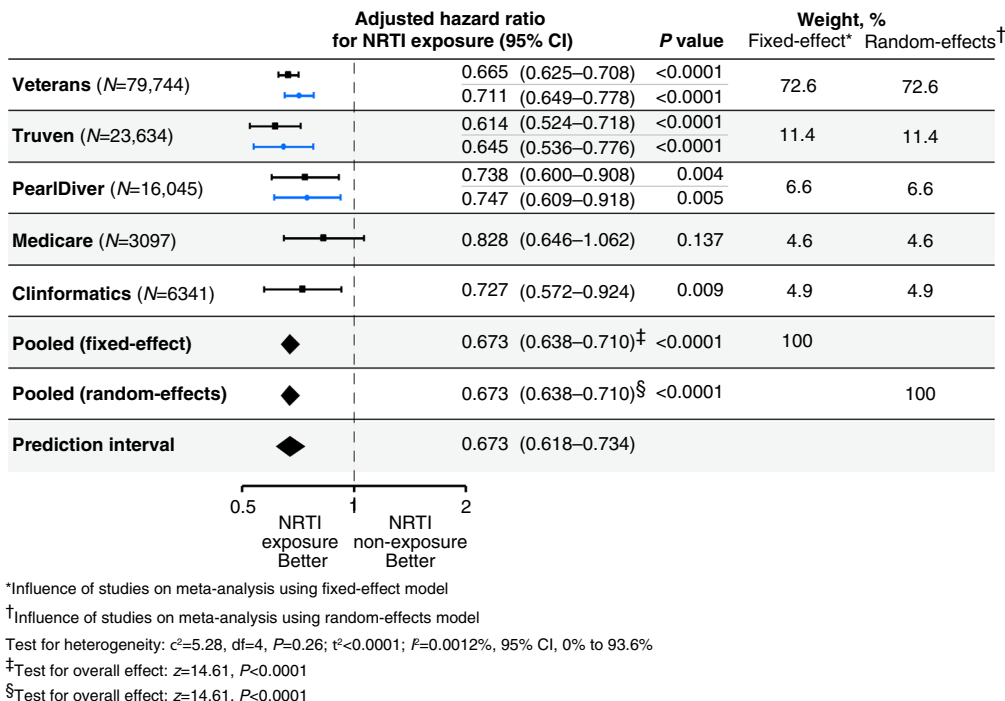 Adjusted hazard ratio
for NRTI exposure (95% CI) P value Weight, %
Fixed-effect* Random-effects†
Veterans (N=79,744) 0.665 (0.625–0.708) <0.0001 72.6 72.6
0.711 (0.649–0.778) <0.0001
Truven (N=23,634) 0.614 (0.524–0.718) <0.0001 11.4 11.4
0.645 (0.536–0.776) <0.0001
PearlDiver (N=16,045) 0.738 (0.600–0.908) 0.004 6.6 6.6
0.747 (0.609–0.918) 0.005
Medicare (N=3097) 0.828 (0.646–1.062) 0.137 4.6 4.6
Clinformatics (N=6341) 0.727 (0.572–0.924) 0.009 4.9 4.9
Pooled (fixed-effect) 0.673 (0.638–0.710)‡ <0.0001 100
Pooled (random-effects) 0.673 (0.638–0.710)§ <0.0001 100
Prediction interval 0.673 (0.618–0.734)
0.5 1 2
NRTI NRTI
exposure non-exposure
Better Better
*Influence of studies on meta-analysis using fixed-effect model
†Influence of studies on meta-analysis using random-effects model
Test for heterogeneity: c²=5.28, df=4, P=0.26; t²<0.0001; I²=0.0012%, 95% CI, 0% to 93.6%
‡Test for overall effect: z=14.61, P<0.0001
§Test for overall effect: z=14.61, P<0.0001